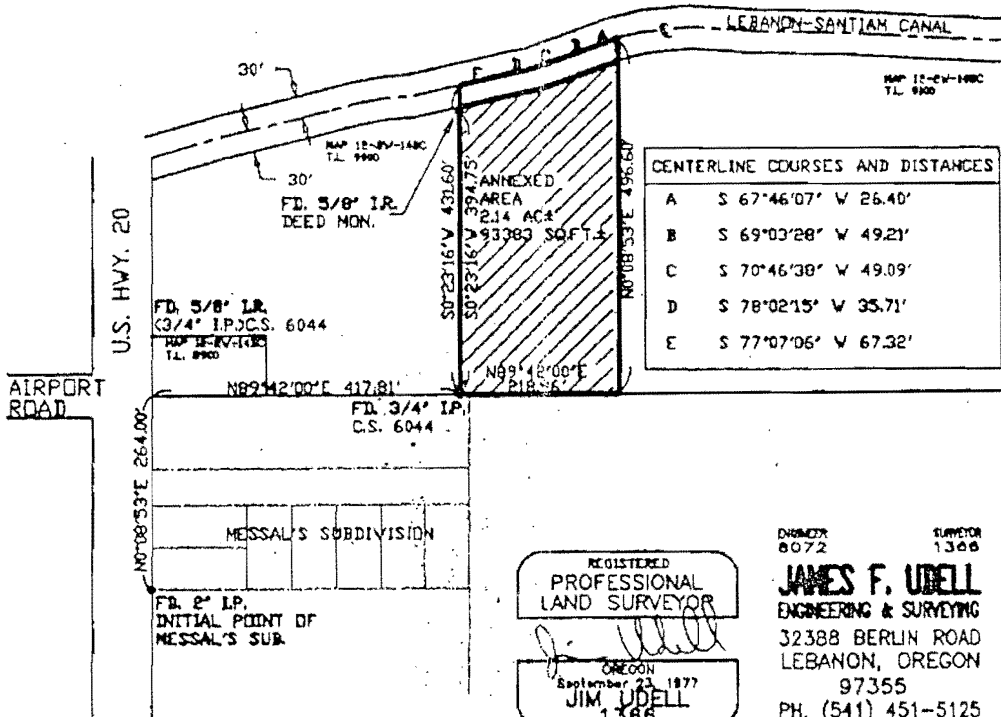 LEBANON-SANTIAM CANAL
30'
30'
A
B
C
D
E
FD. 5/8" I.R.
DEED MON.
ANNEXED
AREA
2.14 AC±
93383 SQ.FT.±
S0°23'16"W 431.60'
S0°23'16"W 394.75'
N0°08'53"E 496.60'
CENTERLINE COURSES AND DISTANCES
A S 67°46'07" W 26.40'
B S 69°03'28" W 49.21'
C S 70°46'38" W 49.09'
D S 78°02'15" W 35.71'
E S 77°07'06" W 67.32'
U.S. HWY. 20
FD. 5/8" I.R.
(3/4" I.P.)C.S. 6044
AIRPORT
ROAD
N89°42'00"E 417.81'
N89°42'00"E
FD. 3/4" I.P.
C.S. 6044
N0°08'53"E 264.00'
MESSAL'S SUBDIVISION
FD. 2" I.P.
INITIAL POINT OF
MESSAL'S SUB.
REGISTERED
PROFESSIONAL
LAND SURVEYOR
Jim Udell
OREGON
September 23, 1977
JIM UDELL
1366
ENGINEER SURVEYOR
8072 1366
JAMES F. UDELL
ENGINEERING & SURVEYING
32388 BERLIN ROAD
LEBANON, OREGON
97355
PH. (541) 451-5125